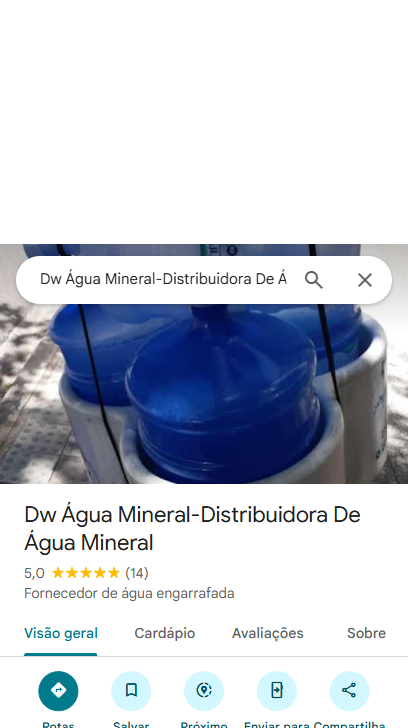 Dw Água Mineral-Distribuidora De Á
Dw Água Mineral-Distribuidora De
Água Mineral
5,0 (14)
Fornecedor de água engarrafada
Visão geral Cardápio Avaliações Sobre
Rotas Salvar Próximo Enviar para Compartilha